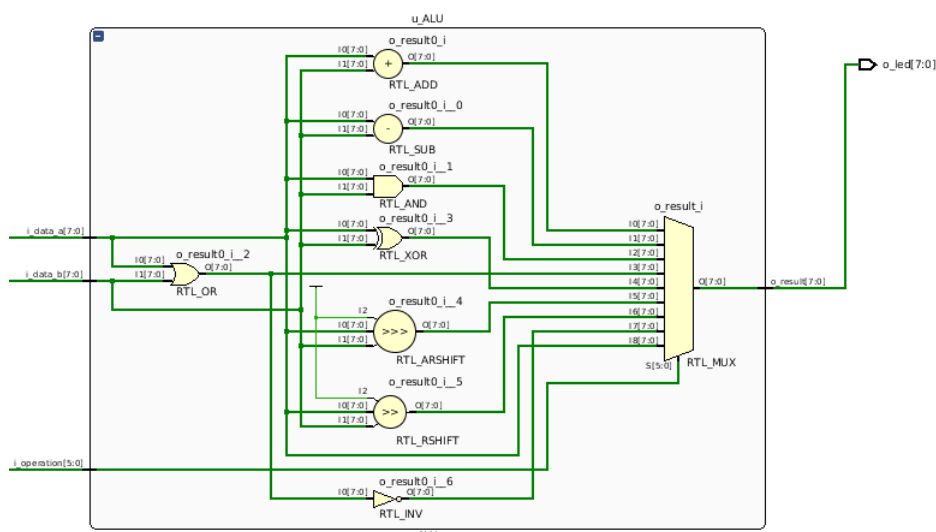 u_ALU
o_result0_i
I0[7:0]
I1[7:0]
+
O[7:0]
RTL_ADD
o_led[7:0]
o_result0_i__0
I0[7:0]
I1[7:0]
-
O[7:0]
RTL_SUB
o_result0_i__1
I0[7:0]
I1[7:0]
O[7:0]
RTL_AND
o_result0_i__3
I0[7:0]
I1[7:0]
O[7:0]
RTL_XOR
i_data_a[7:0]
i_data_b[7:0]
o_result0_i__2
I0[7:0]
I1[7:0]
O[7:0]
RTL_OR
o_result_i
I0[7:0]
I1[7:0]
I2[7:0]
I3[7:0]
I4[7:0]
I5[7:0]
I6[7:0]
I7[7:0]
I8[7:0]
S[5:0]
O[7:0]
RTL_MUX
o_result[7:0]
o_result0_i__4
I2
I0[7:0]
I1[7:0]
>>>
O[7:0]
RTL_ARSHIFT
o_result0_i__5
I2
I0[7:0]
I1[7:0]
>>
O[7:0]
RTL_RSHIFT
i_operation[5:0]
o_result0_i__6
I0[7:0]
O[7:0]
RTL_INV